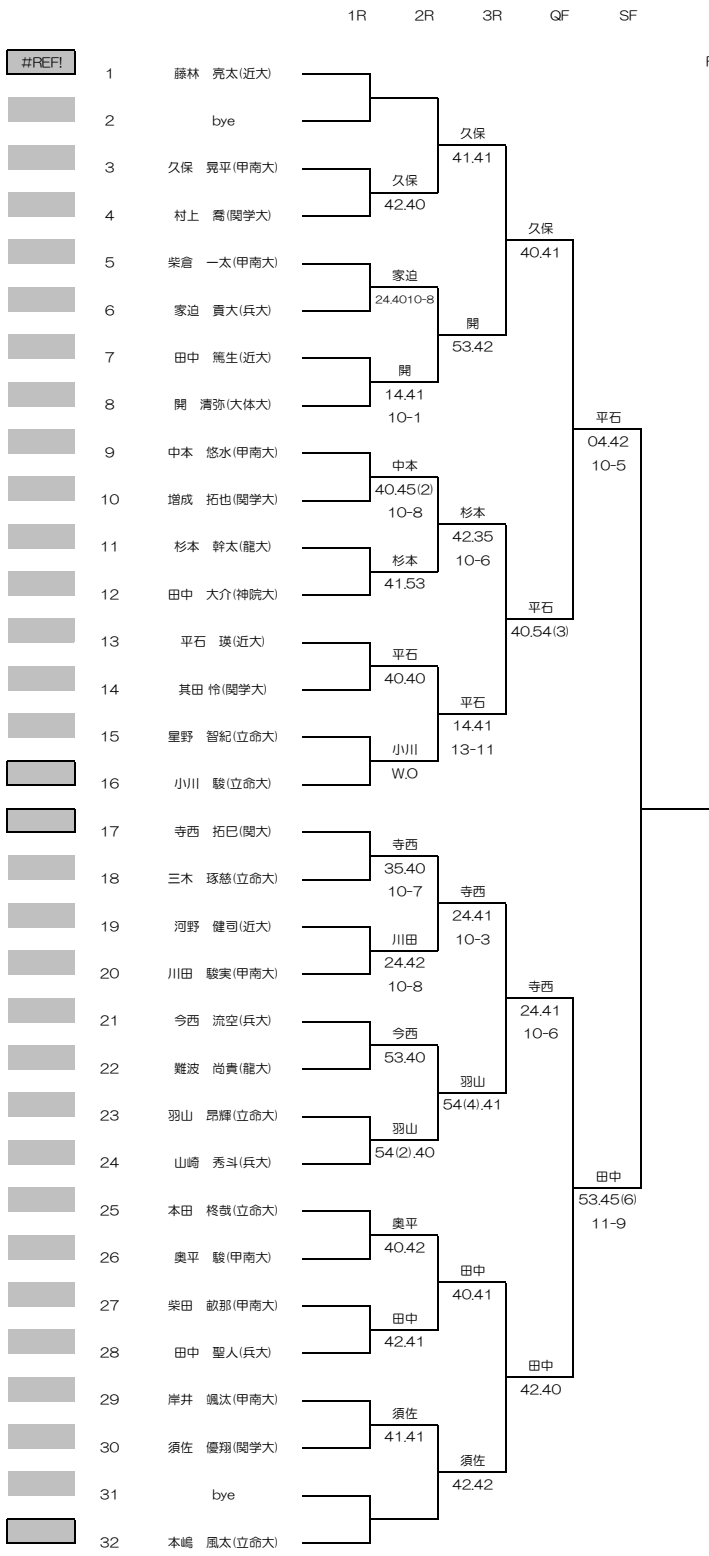 1R 2R 3R QF SF
#REF!
1 藤林 亮太(近大)
2 bye
久保
3 久保 晃平(甲南大) 41.41
久保
4 村上 喬(関学大) 42.40
久保
5 柴倉 一太(甲南大) 40.41
家迫
6 家迫 貢大(兵大) 24.4010-8
開
7 田中 篤生(近大) 53.42
開
8 開 清弥(大体大) 14.41
10-1 平石
9 中本 悠水(甲南大) 04.42
中本 10-5
10 増成 拓也(関学大) 40.45(2)
10-8 杉本
11 杉本 幹太(龍大) 42.35
杉本 10-6
12 田中 大介(神院大) 41.53
平石
13 平石 瑛(近大) 40.54(3)
平石
14 其田 怜(関学大) 40.40
平石
15 星野 智紀(立命大) 14.41
小川 13-11
16 小川 駿(立命大) W.O
17 寺西 拓巳(関大)
寺西
18 三木 琢慈(立命大) 35.40
10-7 寺西
19 河野 健司(近大) 24.41
川田 10-3
20 川田 駿実(甲南大) 24.42
10-8 寺西
21 今西 流空(兵大) 24.41
今西 10-6
22 難波 尚貴(龍大) 53.40
羽山
23 羽山 昂輝(立命大) 54(4).41
羽山
24 山崎 秀斗(兵大) 54(2).40
田中
25 本田 柊哉(立命大) 53.45(6)
奥平 11-9
26 奥平 駿(甲南大) 40.42
田中
27 柴田 畝那(甲南大) 40.41
田中
28 田中 聖人(兵大) 42.41
田中
29 岸井 颯汰(甲南大) 42.40
須佐
30 須佐 優翔(関学大) 41.41
須佐
31 bye 42.42
32 本嶋 風太(立命大)